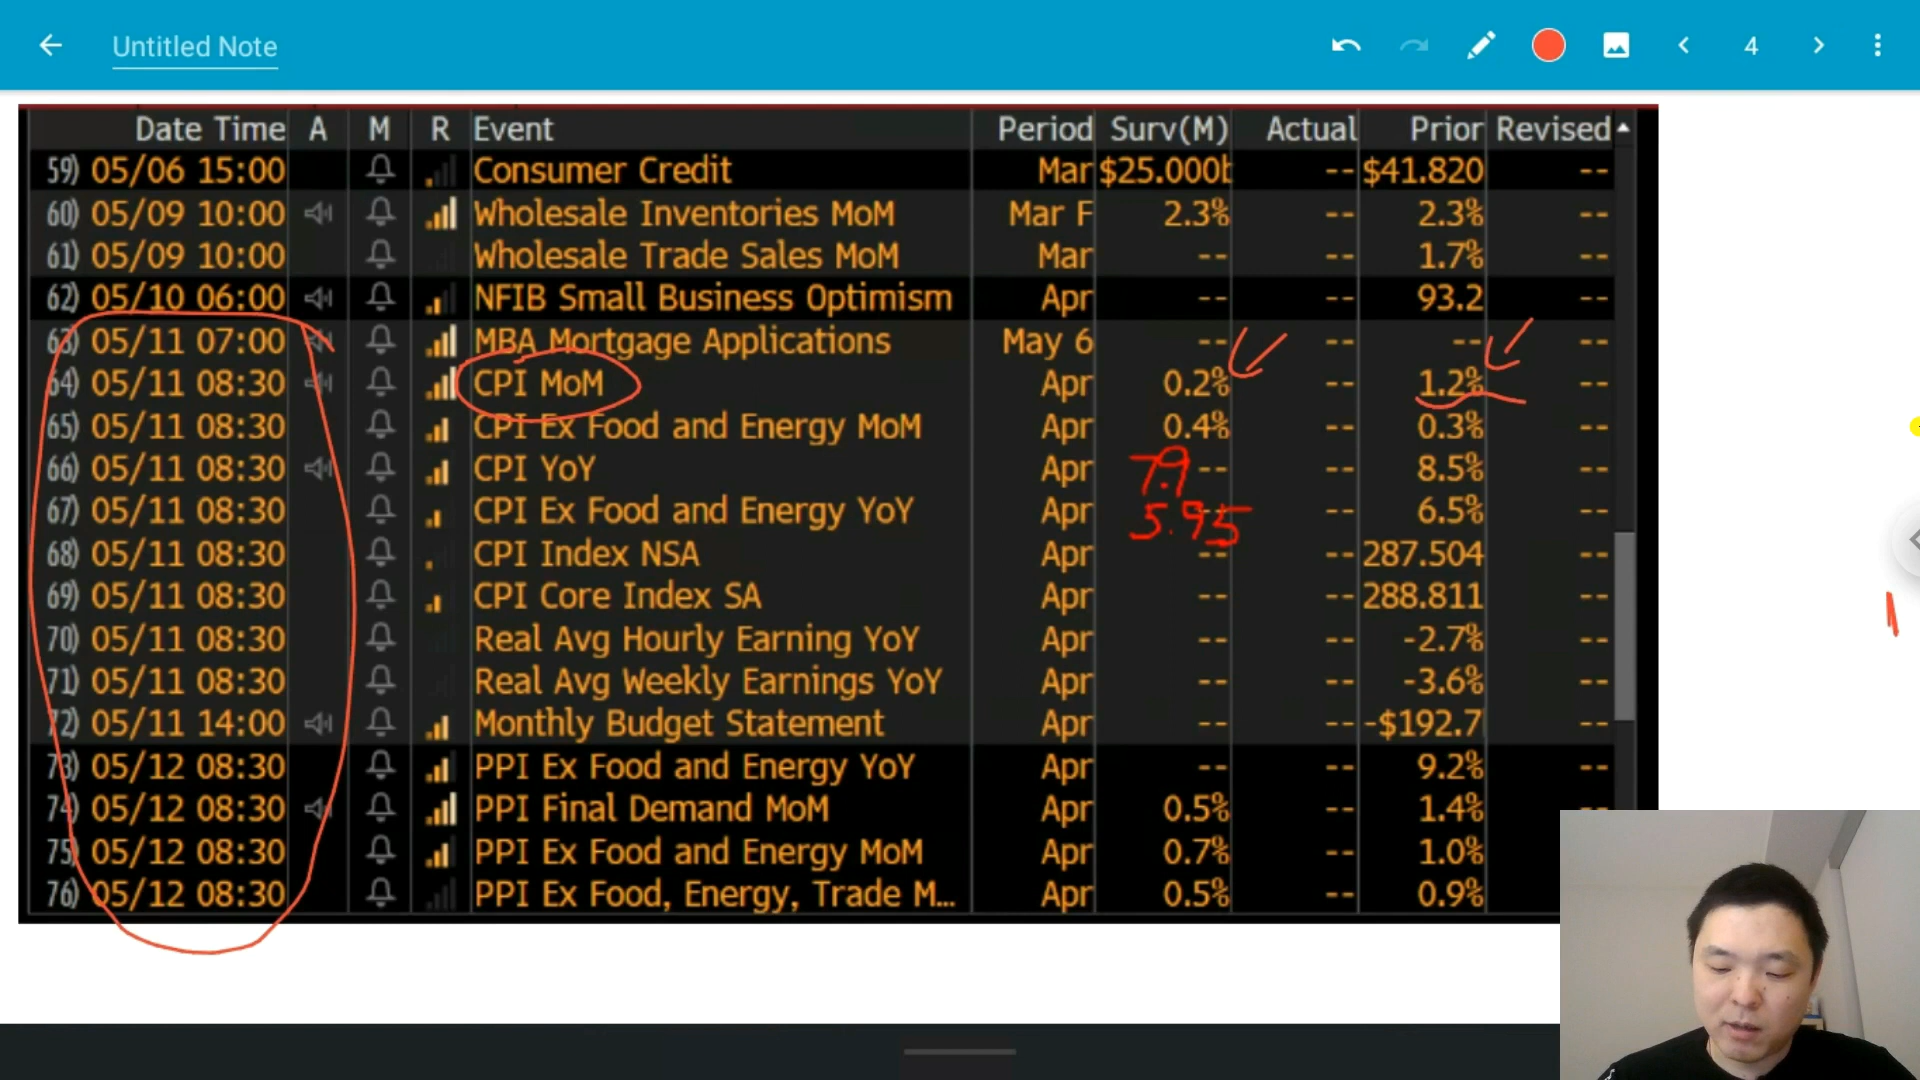 Untitled Note
4
Date Time A M R Event Period Surv(M) Actual Prior Revised
59) 05/06 15:00 Consumer Credit Mar $25.000b -- $41.820 --
60) 05/09 10:00 Wholesale Inventories MoM Mar F 2.3% -- 2.3% --
61) 05/09 10:00 Wholesale Trade Sales MoM Mar -- -- 1.7% --
62) 05/10 06:00 NFIB Small Business Optimism Apr -- -- 93.2 --
63) 05/11 07:00 MBA Mortgage Applications May 6 -- -- -- --
64) 05/11 08:30 CPI MoM Apr 0.2% -- 1.2% --
65) 05/11 08:30 CPI Ex Food and Energy MoM Apr 0.4% -- 0.3% --
66) 05/11 08:30 CPI YoY Apr 7.9 -- -- 8.5% --
67) 05/11 08:30 CPI Ex Food and Energy YoY Apr 5.95 -- -- 6.5% --
68) 05/11 08:30 CPI Index NSA Apr -- -- 287.504 --
69) 05/11 08:30 CPI Core Index SA Apr -- -- 288.811 --
70) 05/11 08:30 Real Avg Hourly Earning YoY Apr -- -- -2.7% --
71) 05/11 08:30 Real Avg Weekly Earnings YoY Apr -- -- -3.6% --
72) 05/11 14:00 Monthly Budget Statement Apr -- -- -$192.7 --
73) 05/12 08:30 PPI Ex Food and Energy YoY Apr -- -- 9.2% --
74) 05/12 08:30 PPI Final Demand MoM Apr 0.5% -- 1.4% --
75) 05/12 08:30 PPI Ex Food and Energy MoM Apr 0.7% -- 1.0%
76) 05/12 08:30 PPI Ex Food, Energy, Trade M... Apr 0.5% -- 0.9%